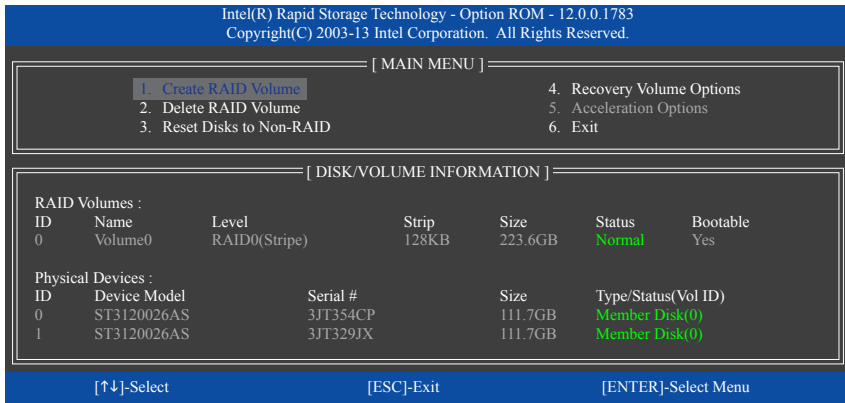 Intel(R) Rapid Storage Technology - Option ROM - 12.0.0.1783
Copyright(C) 2003-13 Intel Corporation. All Rights Reserved.
[ MAIN MENU ]
1. Create RAID Volume
2. Delete RAID Volume
3. Reset Disks to Non-RAID
4. Recovery Volume Options
5. Acceleration Options
6. Exit
[ DISK/VOLUME INFORMATION ]
RAID Volumes :
ID Name Level Strip Size Status Bootable
0 Volume0 RAID0(Stripe) 128KB 223.6GB Normal Yes
Physical Devices :
ID Device Model Serial # Size Type/Status(Vol ID)
0 ST3120026AS 3JT354CP 111.7GB Member Disk(0)
1 ST3120026AS 3JT329JX 111.7GB Member Disk(0)
[↑↓]-Select [ESC]-Exit [ENTER]-Select Menu